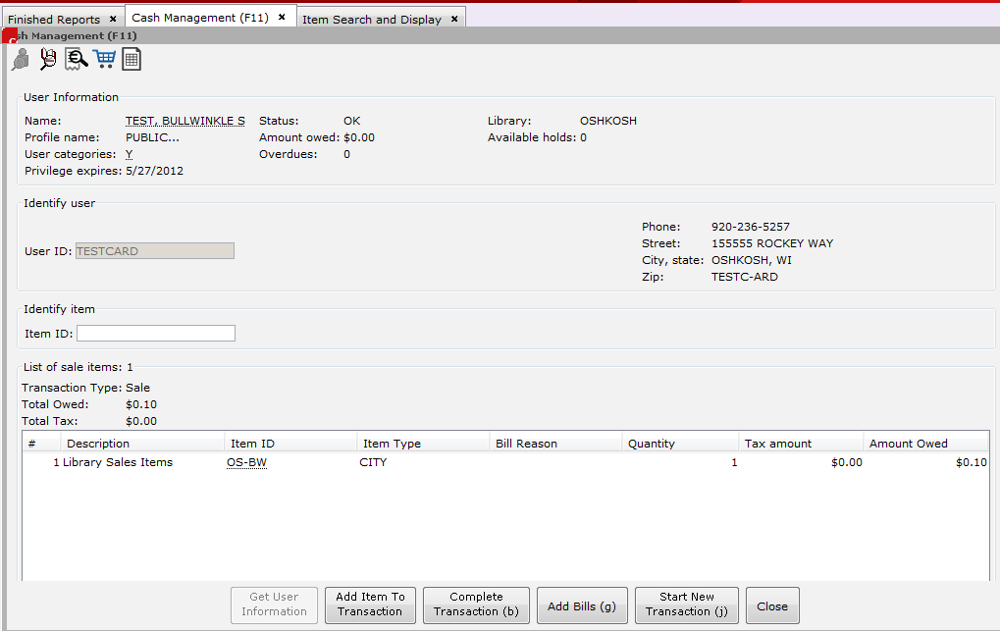 Finished Reports × Cash Management (F11) × Item Search and Display ×
sh Management (F11)
User Information
Name: TEST, BULLWINKLE S Status: OK Library: OSHKOSH
Profile name: PUBLIC... Amount owed: $0.00 Available holds: 0
User categories: Y Overdues: 0
Privilege expires: 5/27/2012
Identify user
Phone: 920-236-5257
Street: 155555 ROCKEY WAY
User ID: TESTCARD
City, state: OSHKOSH, WI
Zip: TESTC-ARD
Identify item
Item ID:
List of sale items: 1
Transaction Type: Sale
Total Owed: $0.10
Total Tax: $0.00
# Description Item ID Item Type Bill Reason Quantity Tax amount Amount Owed
1 Library Sales Items OS-BW CITY 1 $0.00 $0.10
Get User Information
Add Item To Transaction
Complete Transaction (b)
Add Bills (g)
Start New Transaction (j)
Close